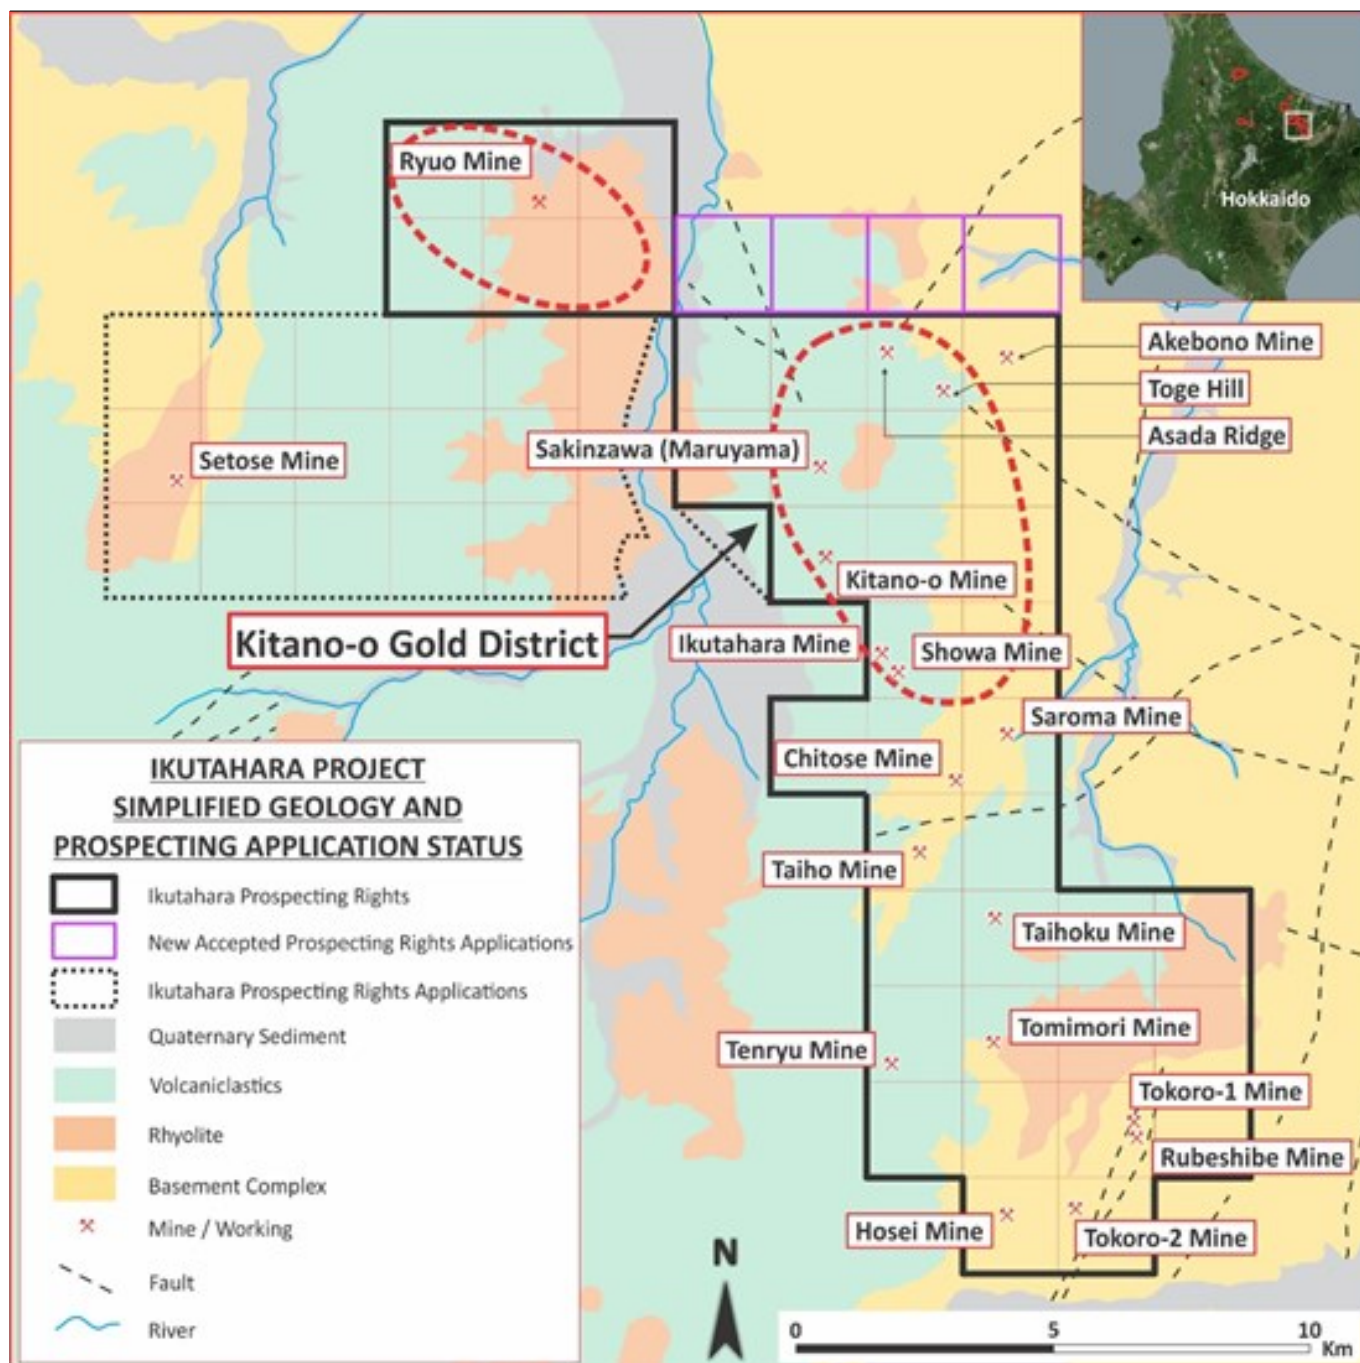 Ryuo Mine
Hokkaido
Akebono Mine
Toge Hill
Asada Ridge
Sakinzawa (Maruyama)
Setose Mine
Kitano-o Mine
Kitano-o Gold District
Ikutahara Mine
Showa Mine
Saroma Mine
Chitose Mine
Taiho Mine
Taihoku Mine
Tomimori Mine
Tenryu Mine
Tokoro-1 Mine
Rubeshibe Mine
Hosei Mine
Tokoro-2 Mine
IKUTAHARA PROJECT
SIMPLIFIED GEOLOGY AND
PROSPECTING APPLICATION STATUS
Ikutahara Prospecting Rights
New Accepted Prospecting Rights Applications
Ikutahara Prospecting Rights Applications
Quaternary Sediment
Volcaniclastics
Rhyolite
Basement Complex
Mine / Working
Fault
River
N
0 5 10
Km